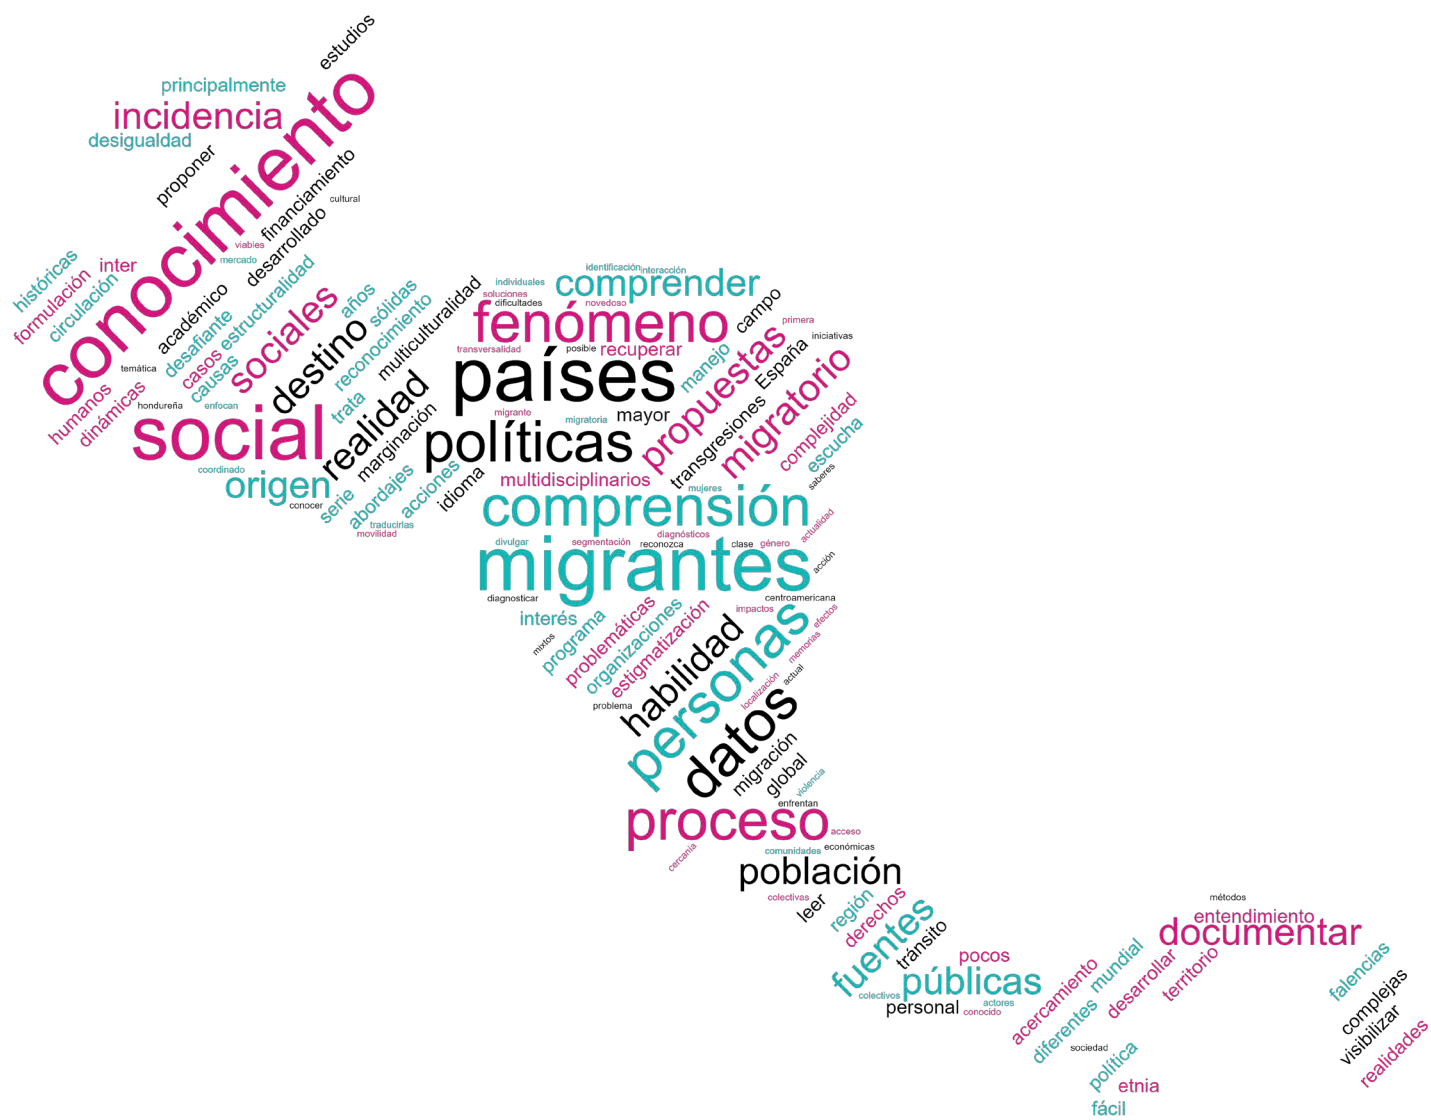 estudios
principalmente
incidencia
desigualdad
conocimiento
proponer
financiamiento
cultural
desarrollado
viables
mercado
históricas
inter
formulación
circulación
académico
estructuralidad
desafiante
temática
casos
causas
sociales
años
sólidas
destino
reconocimiento
multiculturalidad
humanos
dinámicas
hondureña
enfocan
trata
social
realidad
marginación
coordinado
origen
conocer
serie
abordajes
acciones
idioma
traducirlas
movilidad
identificación
interacción
individuales
comprender
soluciones
dificultades
novedoso
fenómeno
campo
primera
transversalidad
posible
recuperar
manejo
propuestas
España
iniciativas
países
migrante
migratoria
mayor
transgresiones
migratorio
políticas
complejidad
escucha
multidisciplinarios
mujeres
saberes
comprensión
actualidad
divulgar
segmentación
diagnósticos
reconozca
clase
género
migrantes
acción
diagnosticar
centroamericana
interés
programa
problemáticas
organizaciones
estigmatización
impactos
efectos
mixtos
memorias
habilidad
personas
problema
localización
actual
datos
migración
global
violencia
enfrentan
proceso
acceso
cercanía
comunidades
económicas
población
colectivas
leer
región
derechos
fuentes
tránsito
pocos
públicas
colectivos
personal
actores
conocido
métodos
entendimiento
documentar
acercamiento
mundial
desarrollar
territorio
diferentes
sociedad
política
etnia
fácil
falencias
complejas
visibilizar
realidades